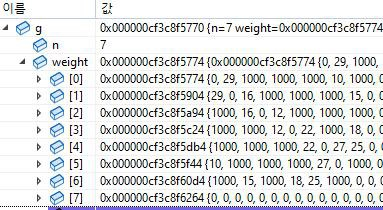 이름 값
g 0x000000cf3c8f5770 {n=7 weight=0x000000cf3c8f5774
n 7
weight 0x000000cf3c8f5774 {0x000000cf3c8f5774 {0, 29, 1000,
[0] 0x000000cf3c8f5774 {0, 29, 1000, 1000, 1000, 10, 1000, 0
[1] 0x000000cf3c8f5904 {29, 0, 16, 1000, 1000, 1000, 15, 0, 0
[2] 0x000000cf3c8f5a94 {1000, 16, 0, 12, 1000, 1000, 1000, 0
[3] 0x000000cf3c8f5c24 {1000, 1000, 12, 0, 22, 1000, 18, 0,
[4] 0x000000cf3c8f5db4 {1000, 1000, 1000, 22, 0, 27, 25, 0,
[5] 0x000000cf3c8f5f44 {10, 1000, 1000, 1000, 27, 0, 1000,
[6] 0x000000cf3c8f60d4 {1000, 15, 1000, 18, 25, 1000, 0, 0,
[7] 0x000000cf3c8f6264 {0, 0, 0, 0, 0, 0, 0, 0, 0, 0, 0, 0, 0,